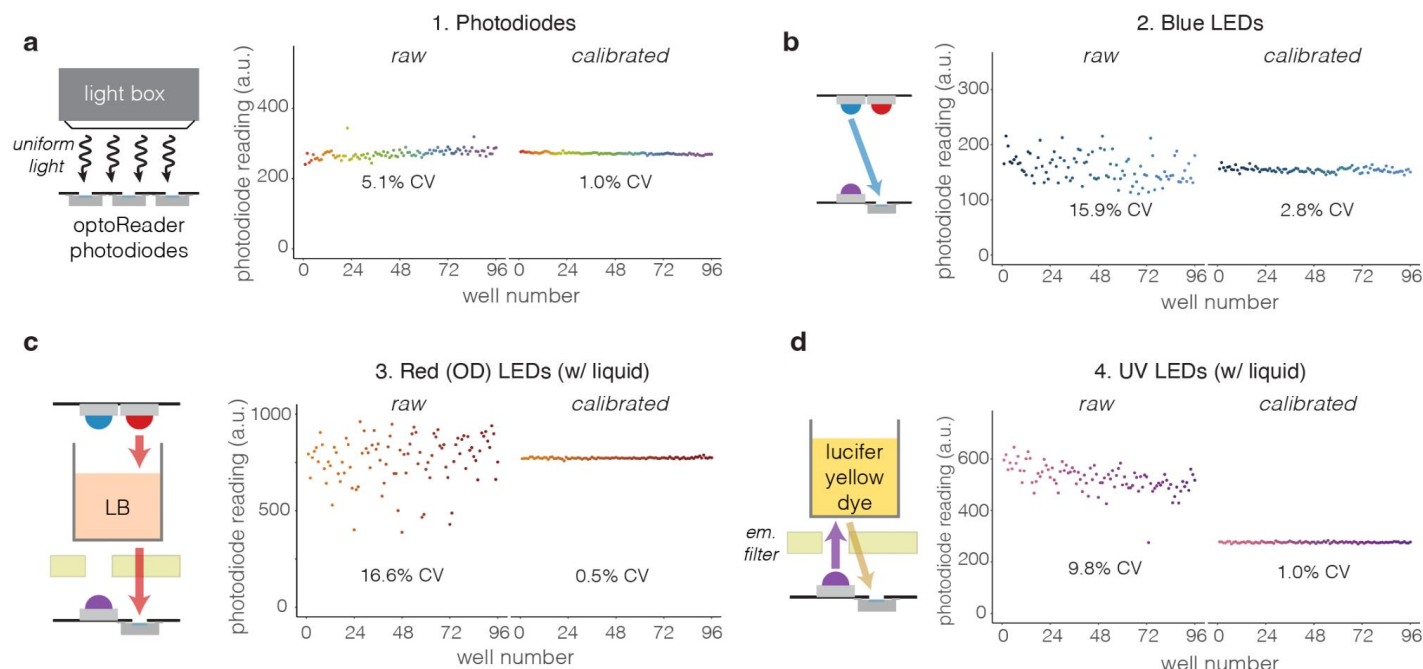 a
1. Photodiodes
light box
uniform
light
optoReader
photodiodes
photodiode reading (a.u.)
400
200
0
raw
calibrated
5.1% CV
1.0% CV
0 24 48 72 96 0 24 48 72 96
well number
b
2. Blue LEDs
photodiode reading (a.u.)
300
200
100
0
raw
calibrated
15.9% CV
2.8% CV
0 24 48 72 96 0 24 48 72 96
well number
c
3. Red (OD) LEDs (w/ liquid)
LB
photodiode reading (a.u.)
1000
500
0
raw
calibrated
16.6% CV
0.5% CV
0 24 48 72 96 0 24 48 72 96
well number
d
4. UV LEDs (w/ liquid)
lucifer
yellow
dye
em.
filter
photodiode reading (a.u.)
600
400
200
0
raw
calibrated
9.8% CV
1.0% CV
0 24 48 72 96 0 24 48 72 96
well number